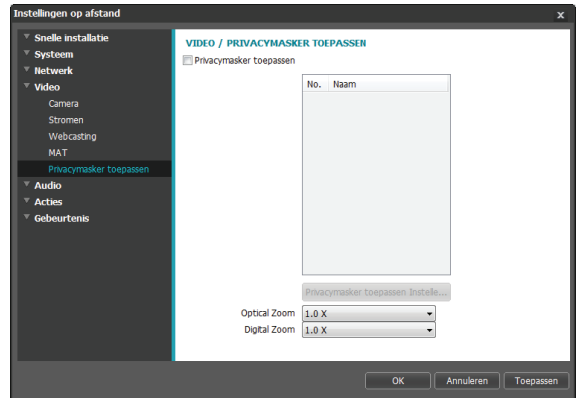 Instellingen op afstand
x
Snelle installatie
Systeem
Netwerk
Video
Camera
Stromen
Webcasting
MAT
Privacymasker toepassen
Audio
Acties
Gebeurtenis
VIDEO / PRIVACYMASKER TOEPASSEN
Privacymasker toepassen
No. Naam
Privacymasker toepassen Instelle...
Optical Zoom 1.0 X
Digital Zoom 1.0 X
OK Annuleren Toepassen